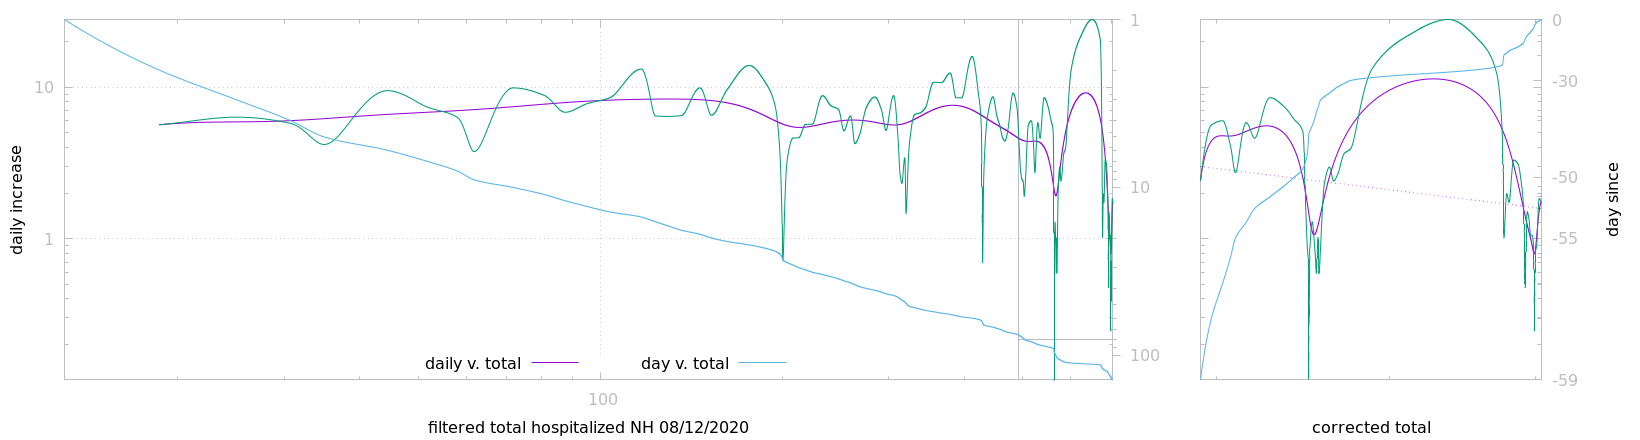 daily increase
10
1
daily v. total
day v. total
100
filtered total hospitalized NH 08/12/2020
1
10
100
0
-30
-50
-55
-59
day since
corrected total